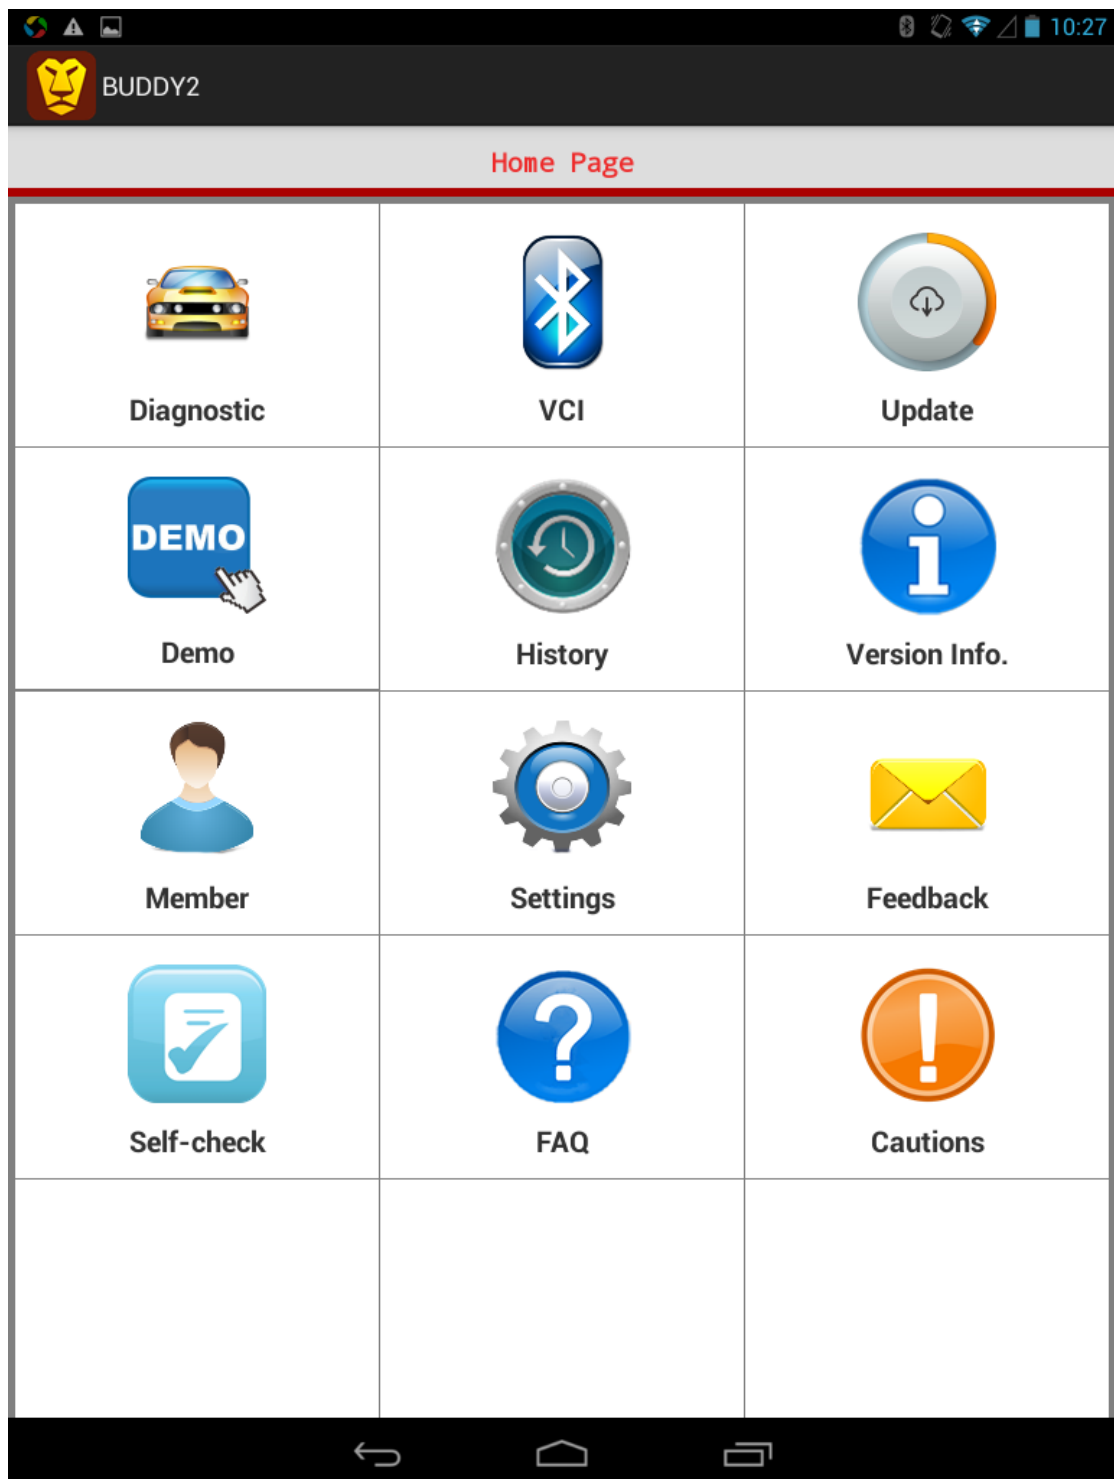 10:27
BUDDY2
Home Page
Diagnostic
VCI
Update
DEMO
Demo
History
Version Info.
Member
Settings
Feedback
Self-check
FAQ
Cautions